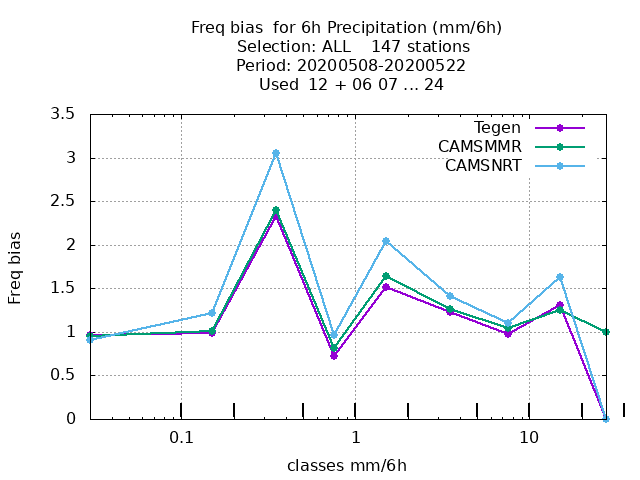 Freq bias  for 6h Precipitation (mm/6h)
Selection: ALL    147 stations
Period: 20200508-20200522
Used  12 + 06 07 ... 24
Tegen
CAMSMMR
CAMSNRT
3.5
3
2.5
2
1.5
1
0.5
0
Freq bias
0.1
1
10
classes mm/6h